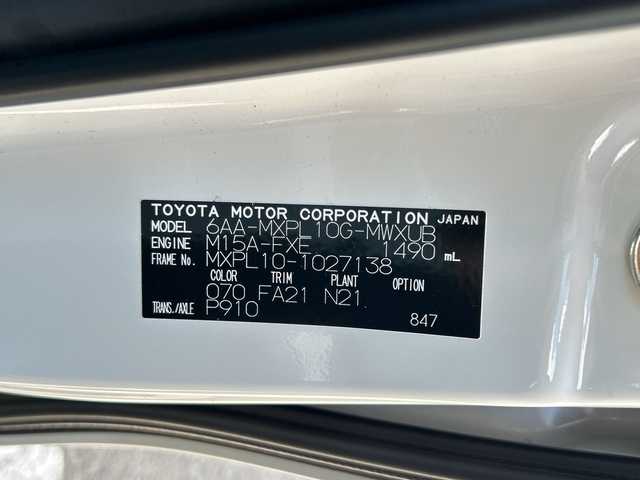 TOYOTA MOTOR CORPORATION JAPAN
MODEL 6AA-MXPL10G-MWXUB
ENGINE M15A-FXE 1490 mL
FRAME No. MXPL10-1027138
COLOR TRIM PLANT OPTION
070 FA21 N21
TRANS./AXLE P910 847